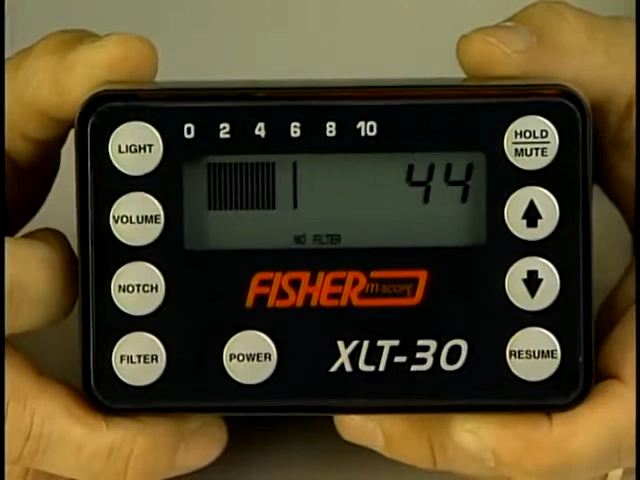 0 2 4 6 8 10
LIGHT
HOLD
MUTE
44
VOLUME
NO FILTER
NOTCH
FISHER m-SCOPE
FILTER
POWER
XLT-30
RESUME